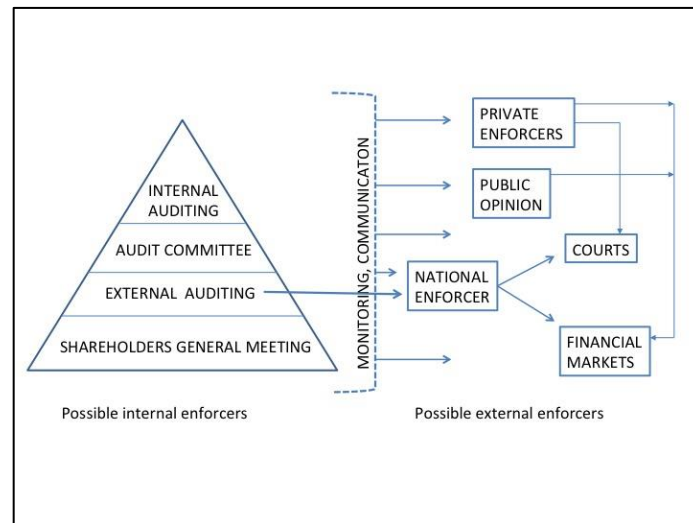 INTERNAL
AUDITING
AUDIT COMMITTEE
EXTERNAL AUDITING
SHAREHOLDERS GENERAL MEETING
Possible internal enforcers
MONITORING, COMMUNICATON
PRIVATE
ENFORCERS
PUBLIC
OPINION
COURTS
NATIONAL
ENFORCER
FINANCIAL
MARKETS
Possible external enforcers